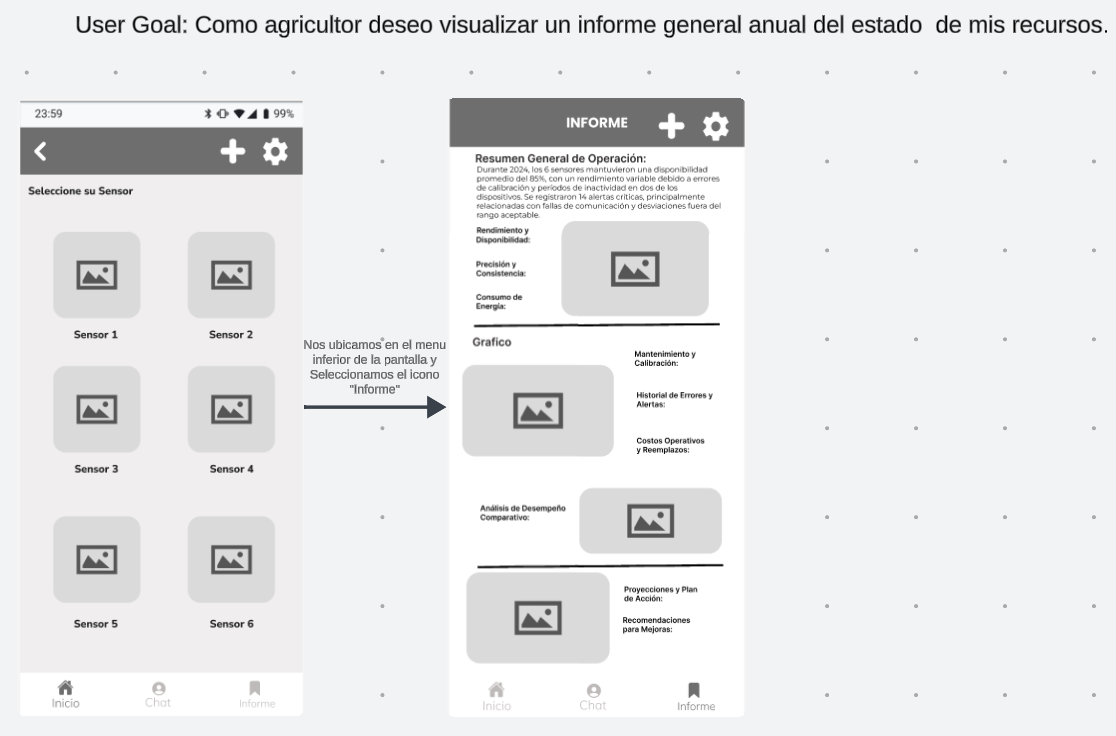 User Goal: Como agricultor deseo visualizar un informe general anual del estado  de mis recursos.
23:59
99%
Seleccione su Sensor
Sensor 1
Sensor 2
Sensor 3
Sensor 4
Sensor 5
Sensor 6
Inicio
Chat
Informe
Nos ubicamos en el menu
inferior de la pantalla y
Seleccionamos el icono
"Informe"
INFORME
Resumen General de Operación:
Durante 2024, los 6 sensores mantuvieron una disponibilidad
promedio del 85%, con un rendimiento variable debido a errores
de calibración y períodos de inactividad en dos de los
dispositivos. Se registraron 14 alertas críticas, principalmente
relacionadas con fallas de comunicación y desviaciones fuera del
rango aceptable.
Rendimiento y
Disponibilidad:
Precisión y
Consistencia:
Consumo de
Energía:
Grafico
Mantenimiento y
Calibración:
Historial de Errores y
Alertas:
Costos Operativos
y Reemplazos:
Análisis de Desempeño
Comparativo:
Proyecciones y Plan
de Acción:
Recomendaciones
para Mejoras:
Inicio
Chat
Informe